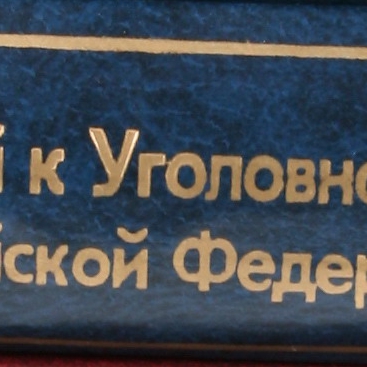 й к Уголовно
йской Федер